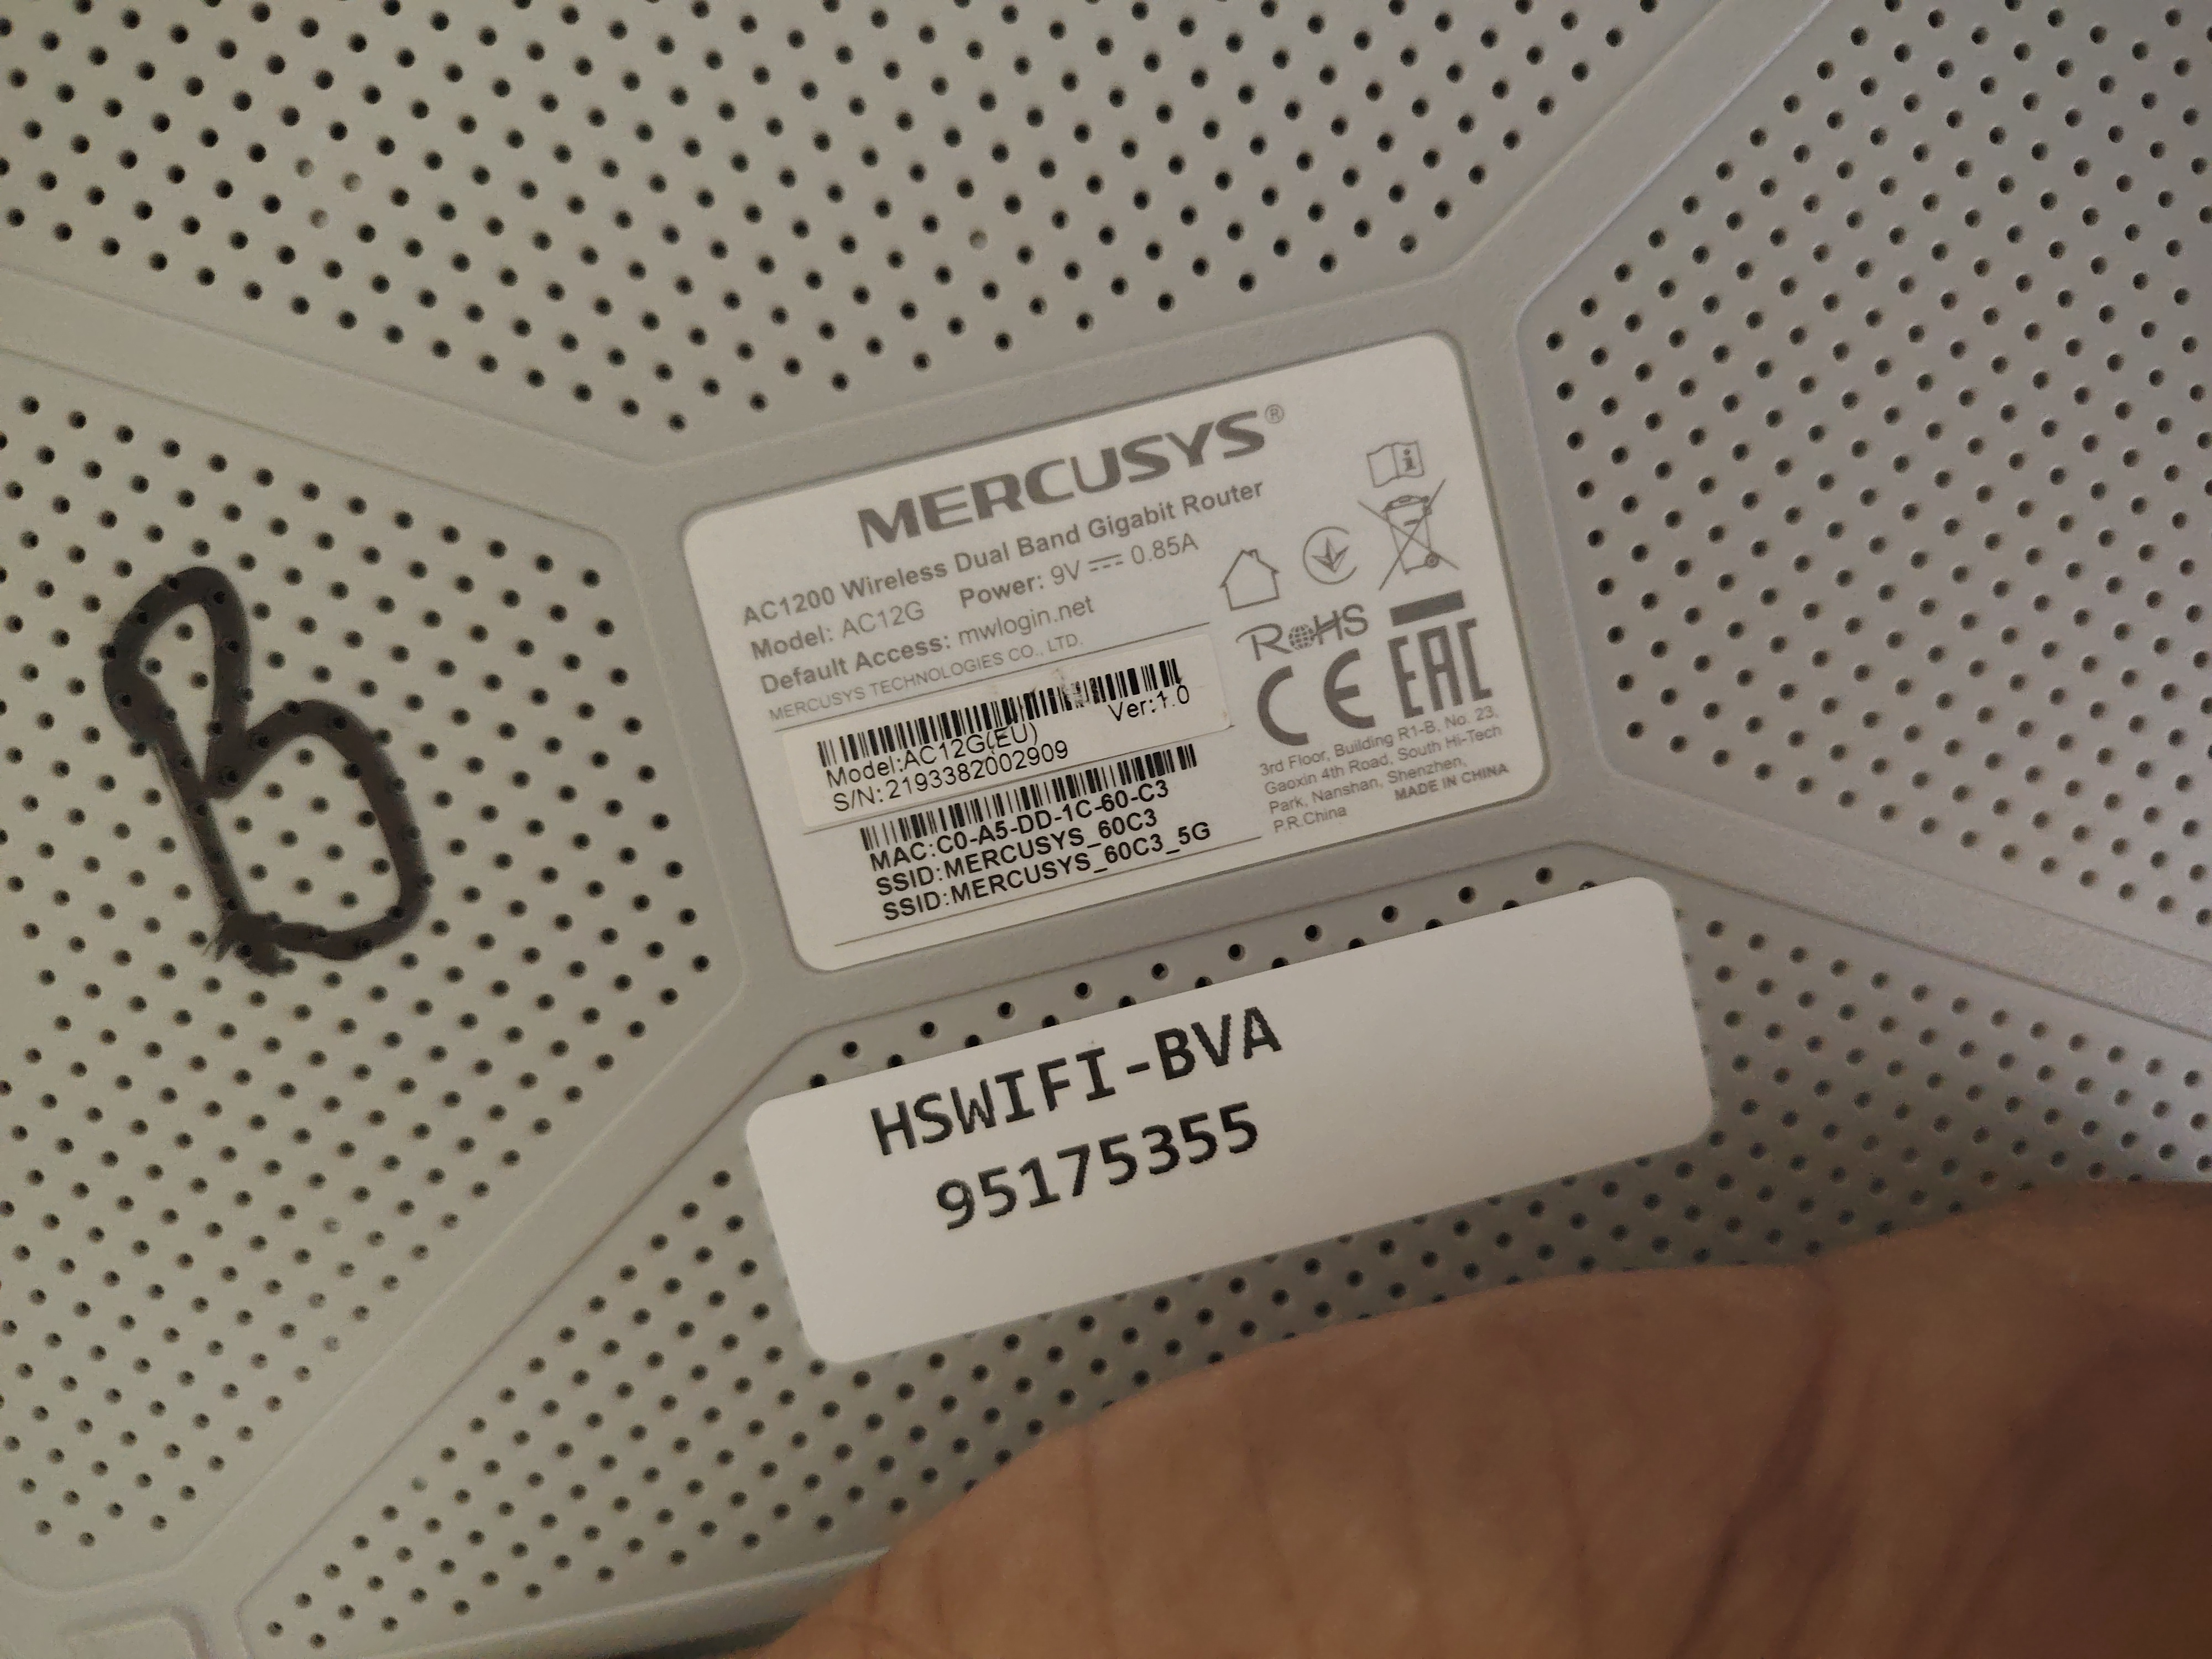 MERCUSYS®
AC1200 Wireless Dual Band Gigabit Router
Model: AC12G Power: 9V 0.85A
Default Access: mwlogin.net
MERCUSYS TECHNOLOGIES CO., LTD.
Model:AC12G(EU) Ver:1.0
S/N:2193382002909
MAC:C0-A5-DD-1C-60-C3
SSID:MERCUSYS_60C3
SSID:MERCUSYS_60C3_5G
i
RoHS
CE EAC
3rd Floor, Building R1-B, No. 23,
Gaoxin 4th Road, South Hi-Tech
Park, Nanshan, Shenzhen,
P.R.China MADE IN CHINA
B
HSWIFI-BVA
95175355